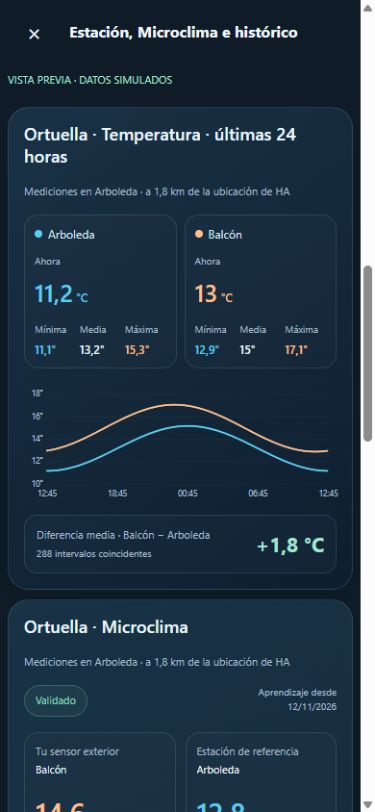 × Estación, Microclima e histórico
VISTA PREVIA · DATOS SIMULADOS
Ortuella · Temperatura · últimas 24
horas
Mediciones en Arboleda · a 1,8 km de la ubicación de HA
Arboleda
Ahora
11,2 °C
Mínima Media Máxima
11,1° 13,2° 15,3°
Balcón
Ahora
13 °C
Mínima Media Máxima
12,9° 15° 17,1°
18°
16°
14°
12°
10°
12:45 18:45 00:45 06:45 12:45
Diferencia media · Balcón − Arboleda
288 intervalos coincidentes
+1,8 °C
Ortuella · Microclima
Mediciones en Arboleda · a 1,8 km de la ubicación de HA
Validado
Aprendizaje desde
12/11/2026
Tu sensor exterior
Balcón
14,6
Estación de referencia
Arboleda
12,8